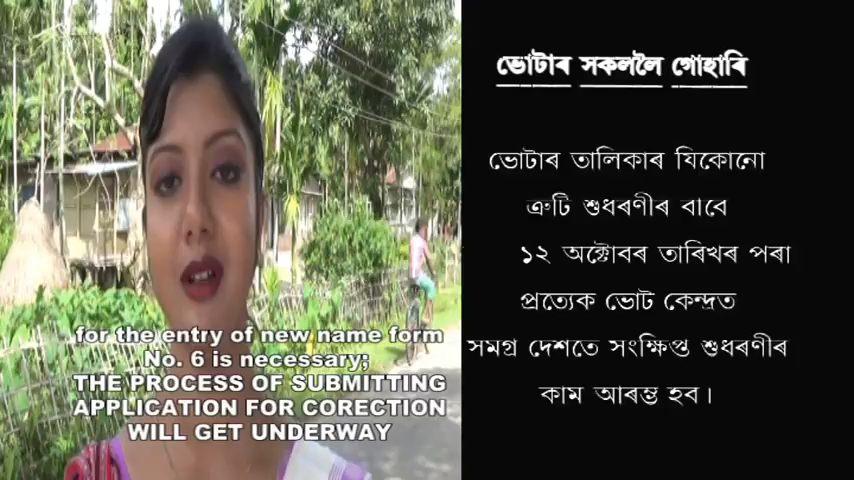 for the entry of new name form
No. 6 is necessary;
THE PROCESS OF SUBMITTING
APPLICATION FOR CORECTION
WILL GET UNDERWAY
ভোটাৰ সকললৈ গোহাৰি
ভোটাৰ তালিকাৰ যিকোনো
ত্ৰুটি শুধৰণীৰ বাবে
১২ অক্টোবৰ তাৰিখৰ পৰা
প্ৰত্যেক ভোট কেন্দ্ৰত
সমগ্ৰ দেশতে সংক্ষিপ্ত শুধৰণীৰ
কাম আৰম্ভ হব।